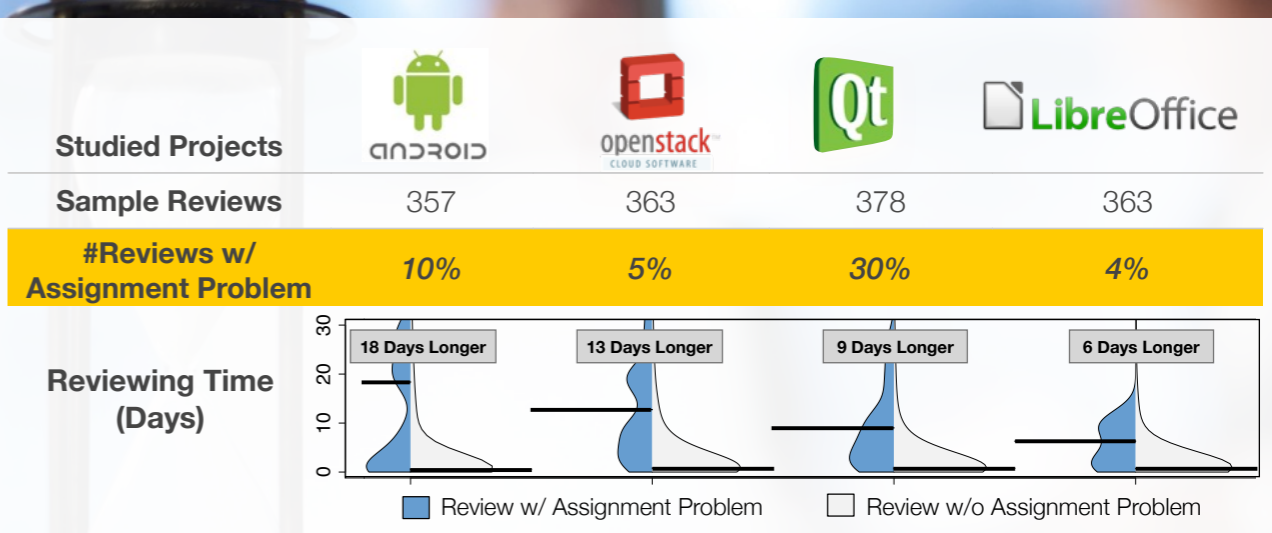 Studied Projects
ANDROID
openstack™
CLOUD SOFTWARE
Qt
LibreOffice
Sample Reviews 357 363 378 363
#Reviews w/
Assignment Problem 10% 5% 30% 4%
Reviewing Time
(Days)
30
20
10
0
18 Days Longer 13 Days Longer 9 Days Longer 6 Days Longer
Review w/ Assignment Problem Review w/o Assignment Problem